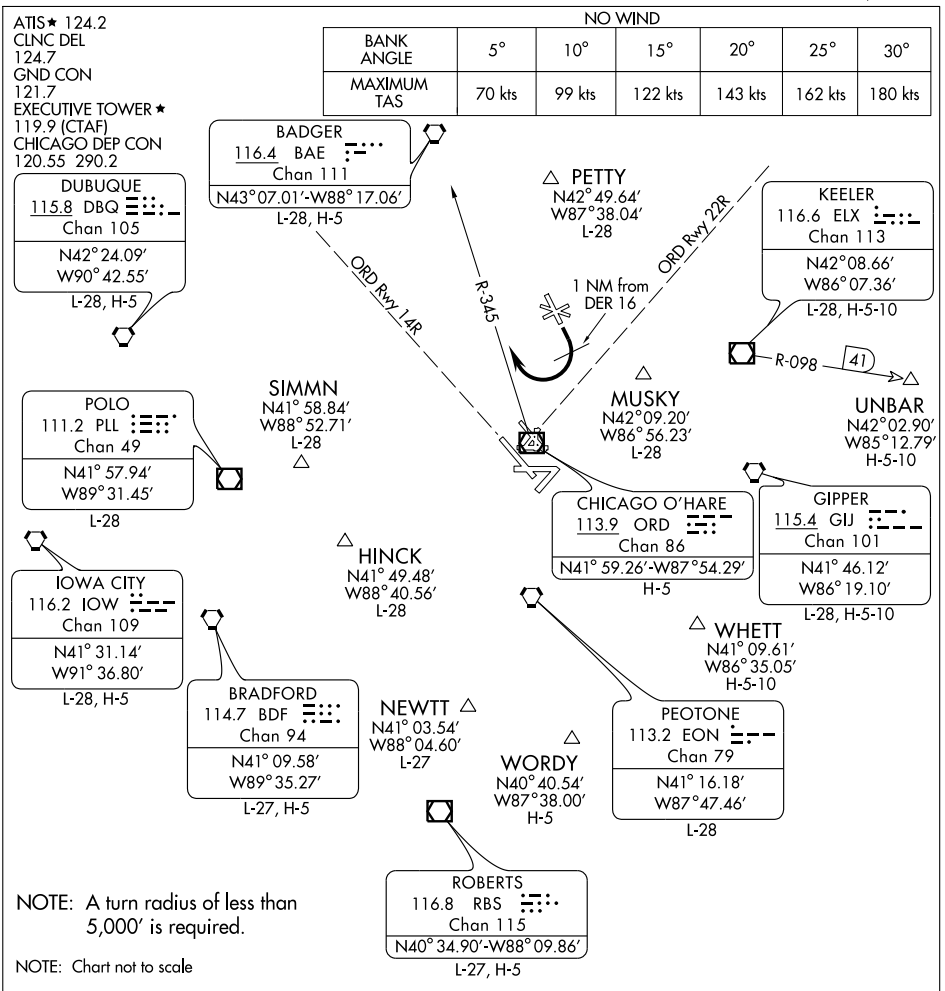 ATIS★ 124.2
CLNC DEL
124.7
GND CON
121.7
EXECUTIVE TOWER★
119.9 (CTAF)
CHICAGO DEP CON
120.55 290.2
NO WIND
BANK ANGLE 5° 10° 15° 20° 25° 30°
MAXIMUM TAS 70 kts 99 kts 122 kts 143 kts 162 kts 180 kts
BADGER
116.4 BAE
Chan 111
N43°07.01'-W88°17.06'
L-28, H-5
DUBUQUE
115.8 DBQ
Chan 105
N42°24.09'
W90°42.55'
L-28, H-5
PETTY
N42°49.64'
W87°38.04'
L-28
KEELER
116.6 ELX
Chan 113
N42°08.66'
W86°07.36'
L-28, H-5-10
ORD Rwy 14R
R-345
ORD Rwy 22R
1 NM from
DER 16
R-098
41
UNBAR
N42°02.90'
W85°12.79'
H-5-10
SIMMN
N41°58.84'
W88°52.71'
L-28
MUSKY
N42°09.20'
W86°56.23'
L-28
POLO
111.2 PLL
Chan 49
N41°57.94'
W89°31.45'
L-28
CHICAGO O'HARE
113.9 ORD
Chan 86
N41°59.26'-W87°54.29'
H-5
GIPPER
115.4 GIJ
Chan 101
N41°46.12'
W86°19.10'
L-28, H-5-10
HINCK
N41°49.48'
W88°40.56'
L-28
IOWA CITY
116.2 IOW
Chan 109
N41°31.14'
W91°36.80'
L-28, H-5
WHETT
N41°09.61'
W86°35.05'
H-5-10
BRADFORD
114.7 BDF
Chan 94
N41°09.58'
W89°35.27'
L-27, H-5
NEWTT
N41°03.54'
W88°04.60'
L-27
WORDY
N40°40.54'
W87°38.00'
H-5
PEOTONE
113.2 EON
Chan 79
N41°16.18'
W87°47.46'
L-28
ROBERTS
116.8 RBS
Chan 115
N40°34.90'-W88°09.86'
L-27, H-5
NOTE: A turn radius of less than
5,000' is required.
NOTE: Chart not to scale